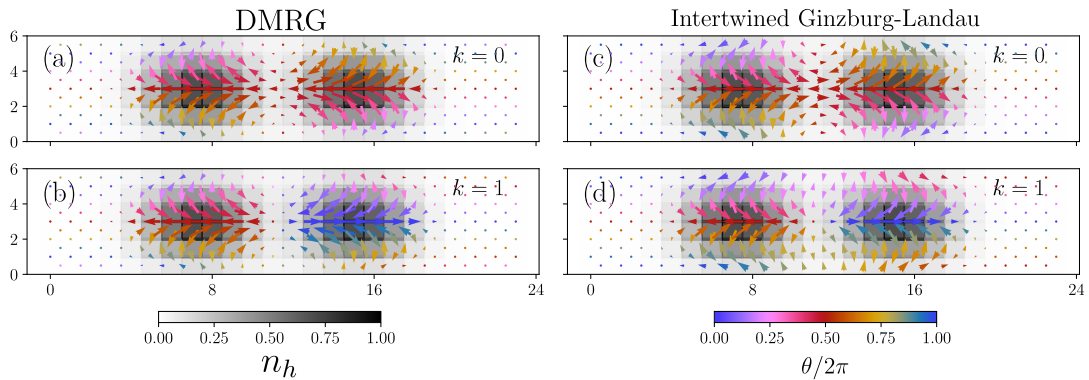 DMRG
Intertwined Ginzburg-Landau
6
4
2
0
(a)
k = 0
(c)
k = 0
6
4
2
0
(b)
k = 1
(d)
k = 1
0 8 16 24
0 8 16 24
0.00 0.25 0.50 0.75 1.00
0.00 0.25 0.50 0.75 1.00
n_h
θ/2π